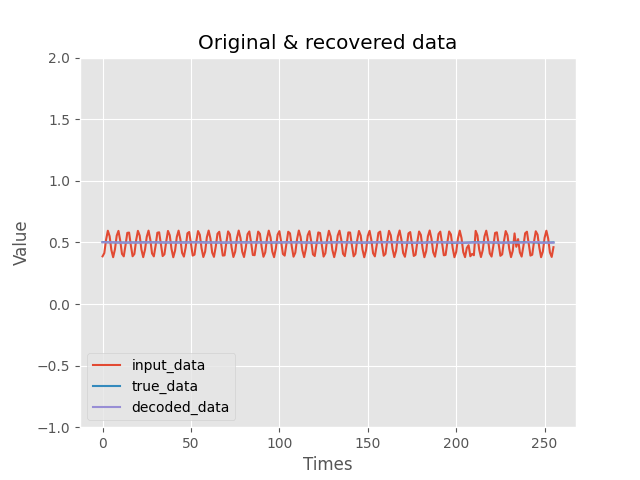 Original & recovered data
2.0
1.5
1.0
0.5
0.0
−0.5
−1.0
Value
input_data
true_data
decoded_data
0 50 100 150 200 250
Times